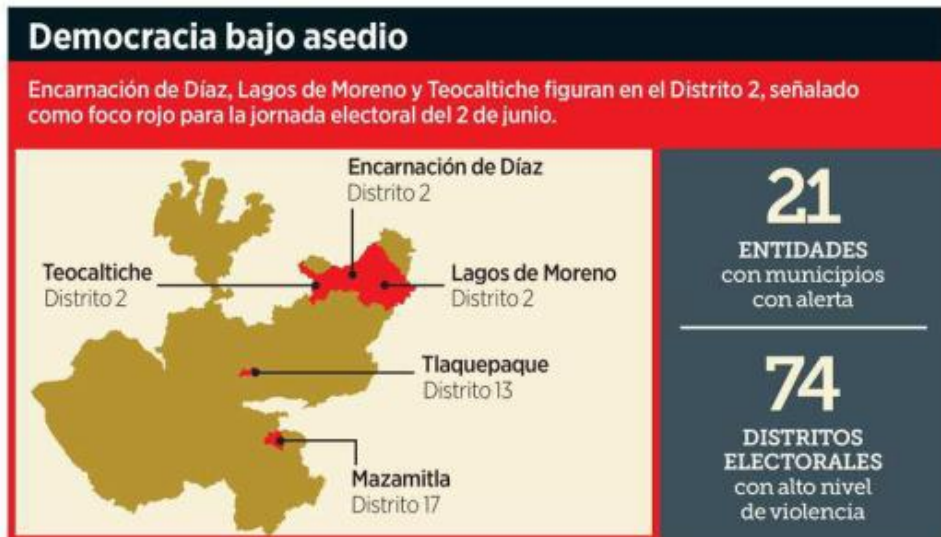 Democracia bajo asedio
Encarnación de Díaz, Lagos de Moreno y Teocaltiche figuran en el Distrito 2, señalado
como foco rojo para la jornada electoral del 2 de junio.
Encarnación de Díaz
Distrito 2
Teocaltiche
Distrito 2
Lagos de Moreno
Distrito 2
Tlaquepaque
Distrito 13
Mazamitla
Distrito 17
21
ENTIDADES
con municipios
con alerta
74
DISTRITOS
ELECTORALES
con alto nivel
de violencia